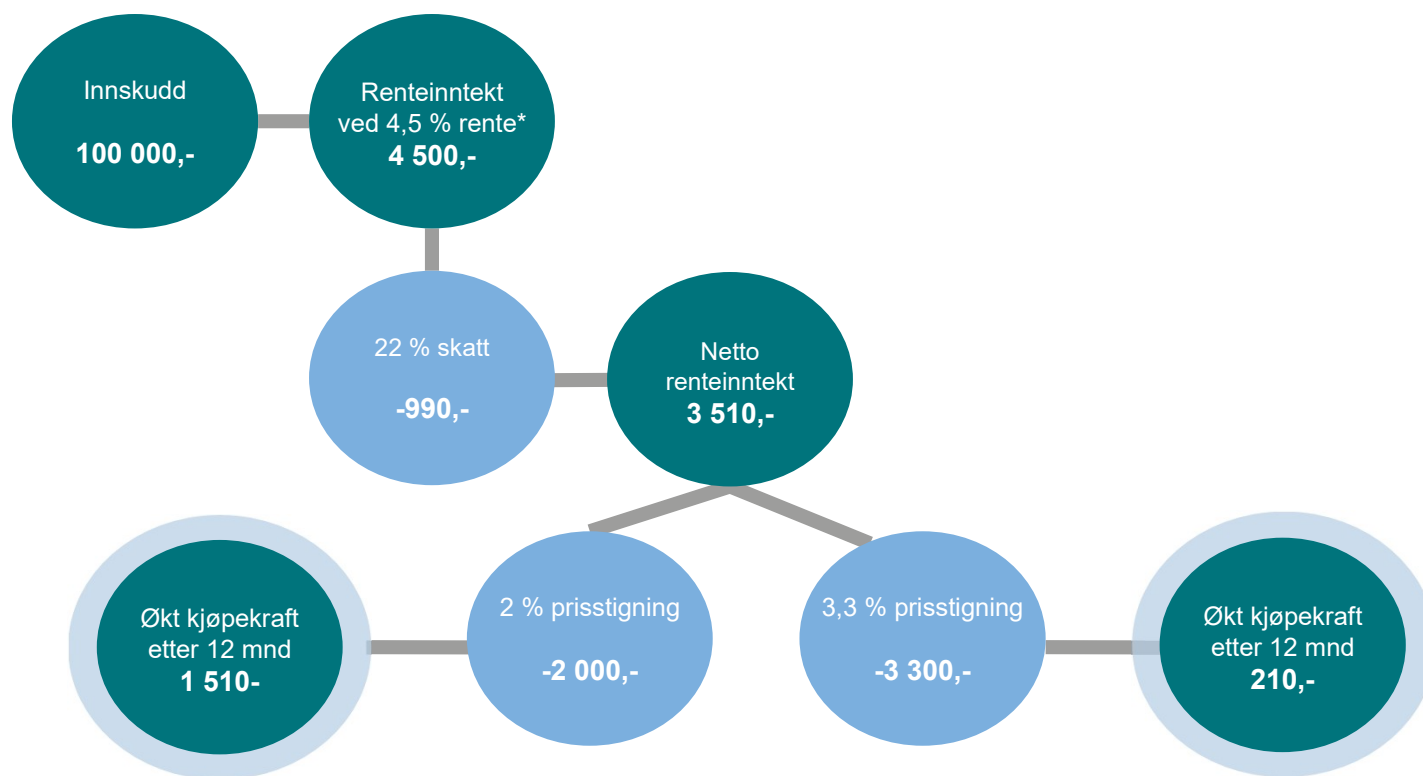 Innskudd
100 000,-
Renteinntekt
ved 4,5 % rente*
4 500,-
22 % skatt
-990,-
Netto
renteinntekt
3 510,-
Økt kjøpekraft
etter 12 mnd
1 510-
2 % prisstigning
-2 000,-
3,3 % prisstigning
-3 300,-
Økt kjøpekraft
etter 12 mnd
210,-